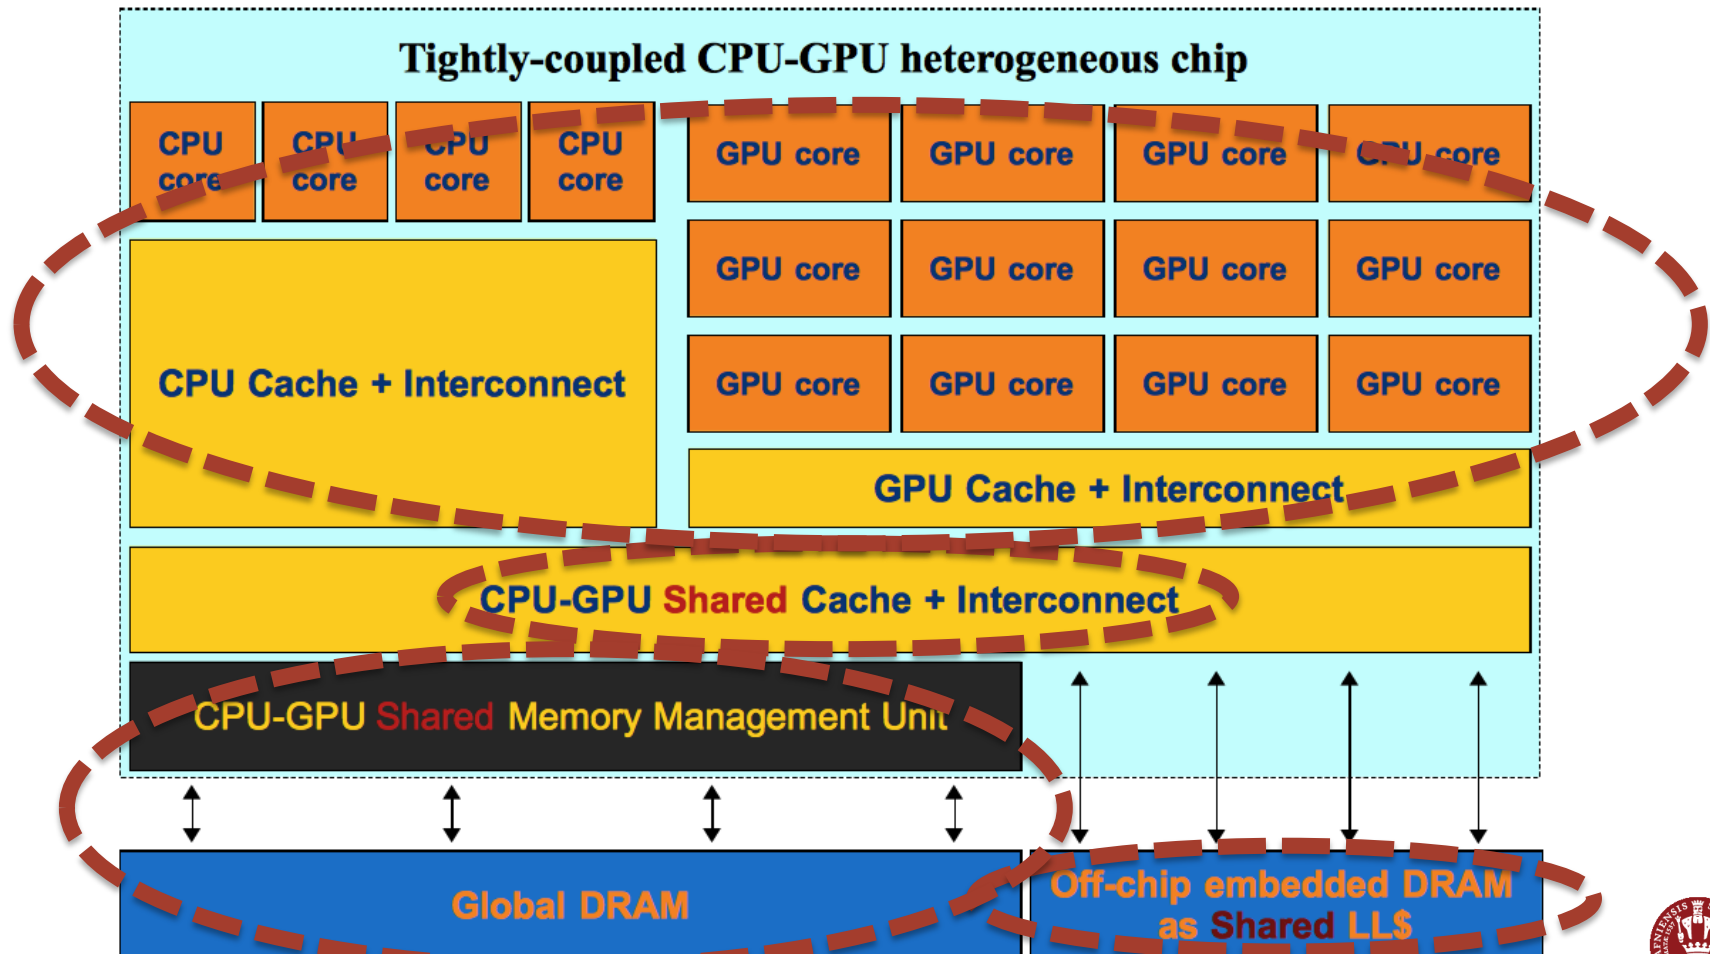 Tightly-coupled CPU-GPU heterogeneous chip
CPU
core
CPU
core
CPU
core
CPU
core
GPU core
GPU core
GPU core
GPU core
GPU core
GPU core
GPU core
GPU core
GPU core
GPU core
GPU core
GPU core
CPU Cache + Interconnect
GPU Cache + Interconnect
CPU-GPU Shared Cache + Interconnect
CPU-GPU Shared Memory Management Unit
Global DRAM
Off-chip embedded DRAM
as Shared LL$